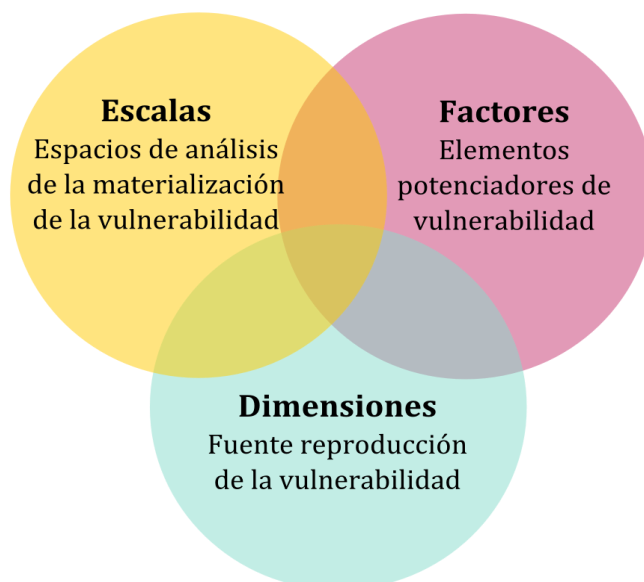 Escalas
Espacios de análisis
de la materialización
de la vulnerabilidad
Factores
Elementos
potenciadores de
vulnerabilidad
Dimensiones
Fuente reproducción
de la vulnerabilidad